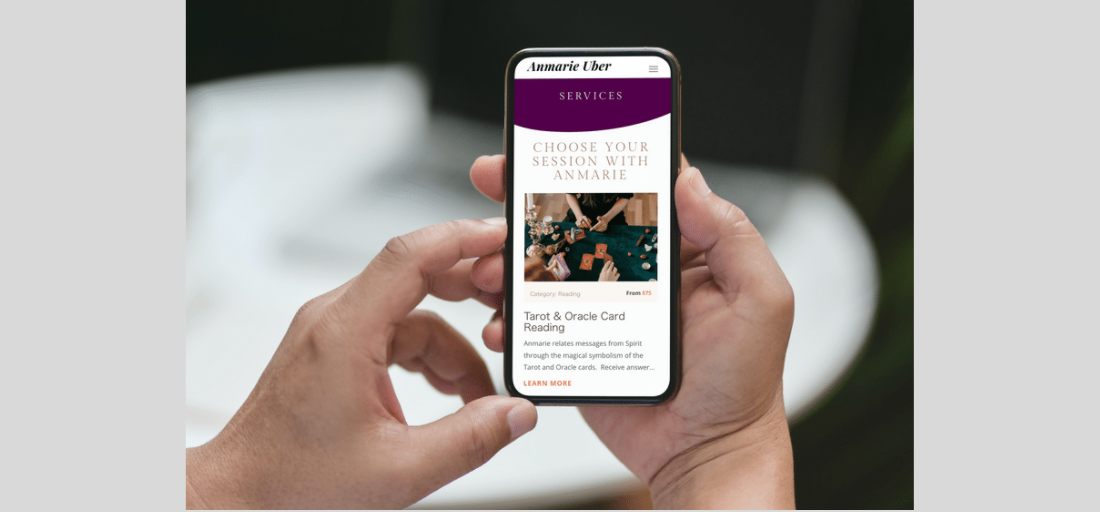 Anmarie Uber
SERVICES
CHOOSE YOUR
SESSION WITH
ANMARIE
Category: Reading
From $75
Tarot & Oracle Card
Reading
Anmarie relates messages from Spirit
through the magical symbolism of the
Tarot and Oracle cards. Receive answer...
LEARN MORE